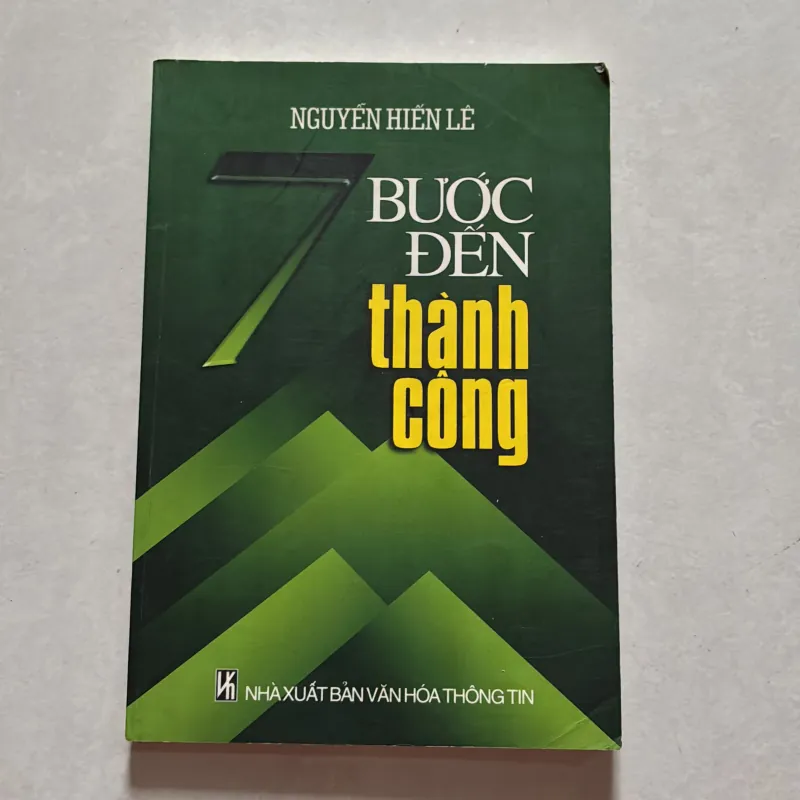 NGUYỄN HIẾN LÊ
7 BƯỚC
ĐẾN
thành
công
NHÀ XUẤT BẢN VĂN HÓA THÔNG TIN